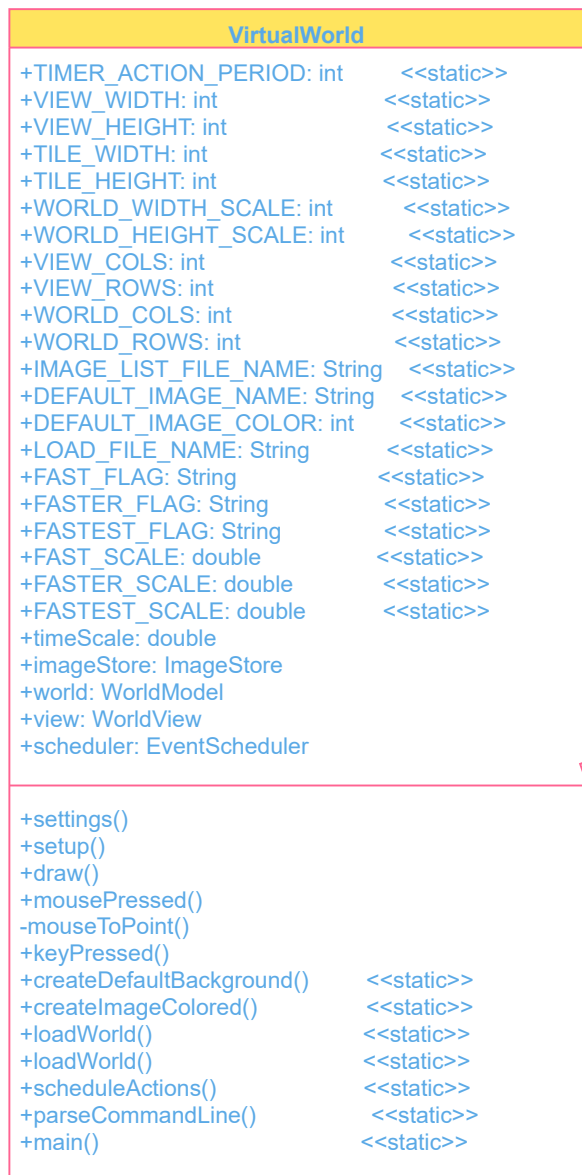 VirtualWorld
+TIMER_ACTION_PERIOD: int <<static>>
+VIEW_WIDTH: int <<static>>
+VIEW_HEIGHT: int <<static>>
+TILE_WIDTH: int <<static>>
+TILE_HEIGHT: int <<static>>
+WORLD_WIDTH_SCALE: int <<static>>
+WORLD_HEIGHT_SCALE: int <<static>>
+VIEW_COLS: int <<static>>
+VIEW_ROWS: int <<static>>
+WORLD_COLS: int <<static>>
+WORLD_ROWS: int <<static>>
+IMAGE_LIST_FILE_NAME: String <<static>>
+DEFAULT_IMAGE_NAME: String <<static>>
+DEFAULT_IMAGE_COLOR: int <<static>>
+LOAD_FILE_NAME: String <<static>>
+FAST_FLAG: String <<static>>
+FASTER_FLAG: String <<static>>
+FASTEST_FLAG: String <<static>>
+FAST_SCALE: double <<static>>
+FASTER_SCALE: double <<static>>
+FASTEST_SCALE: double <<static>>
+timeScale: double
+imageStore: ImageStore
+world: WorldModel
+view: WorldView
+scheduler: EventScheduler
+settings()
+setup()
+draw()
+mousePressed()
-mouseToPoint()
+keyPressed()
+createDefaultBackground() <<static>>
+createImageColored() <<static>>
+loadWorld() <<static>>
+loadWorld() <<static>>
+scheduleActions() <<static>>
+parseCommandLine() <<static>>
+main() <<static>>